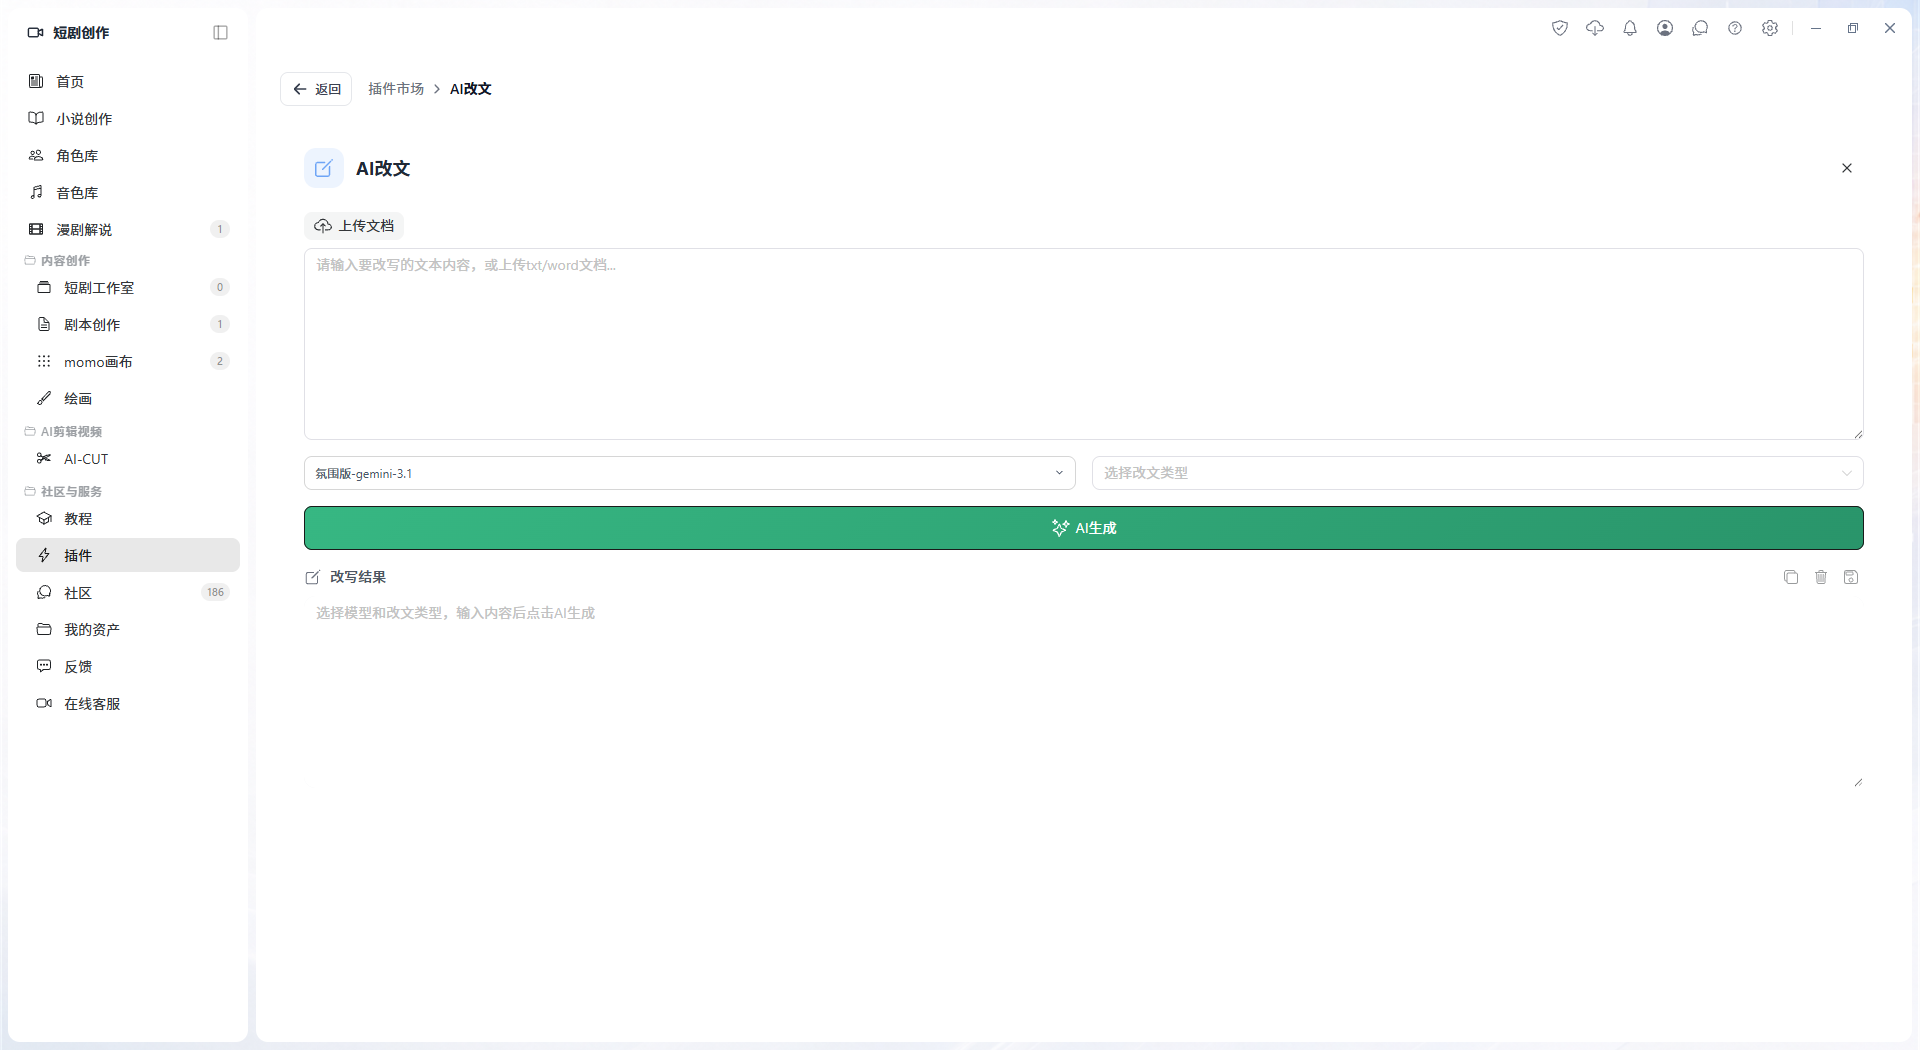 短剧创作
首页
小说创作
角色库
音色库
漫剧解说 1
内容创作
短剧工作室 0
剧本创作 1
momo画布 2
绘画
AI剪辑视频
AI-CUT
社区与服务
教程
插件
社区 186
我的资产
反馈
在线客服
返回 插件市场 > AI改文
AI改文
上传文档
请输入要改写的文本内容，或上传txt/word文档...
氛围版-gemini-3.1 选择改文类型
AI生成
改写结果
选择模型和改文类型，输入内容后点击AI生成